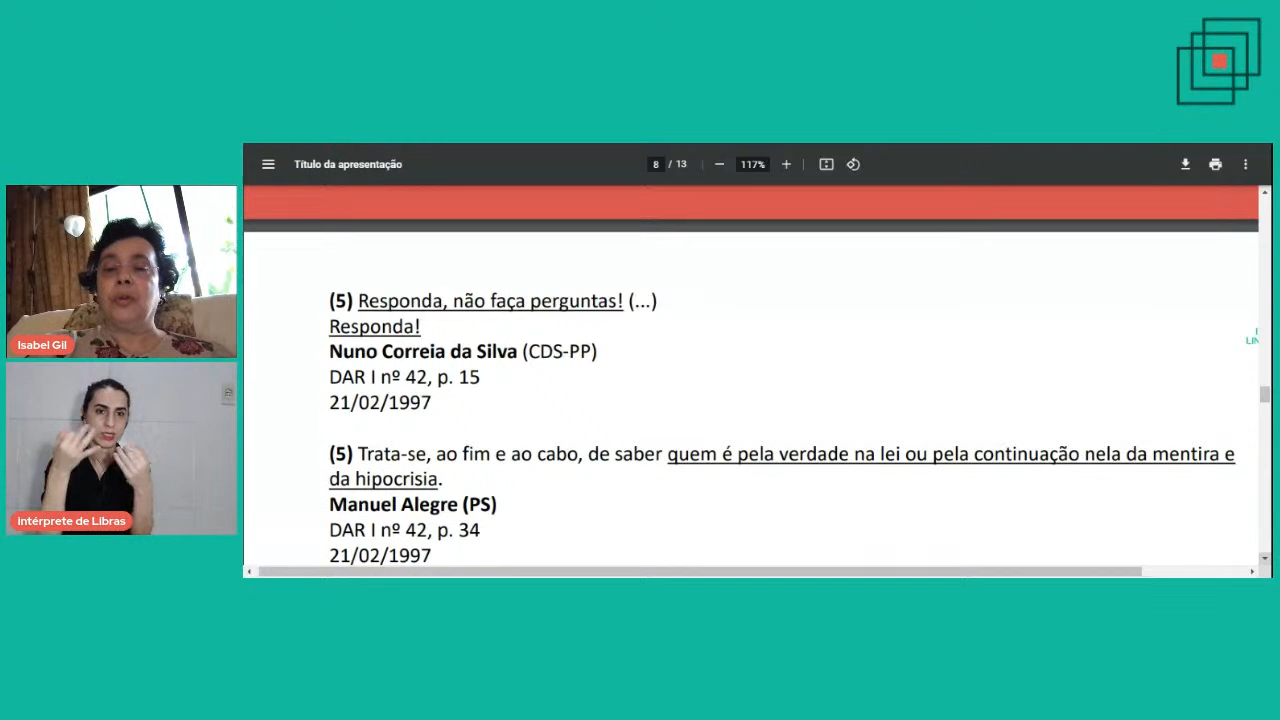 Título da apresentação
8 / 13
117%
(5) Responda, não faça perguntas! (...)
Responda!
Nuno Correia da Silva (CDS-PP)
DAR I nº 42, p. 15
21/02/1997
(5) Trata-se, ao fim e ao cabo, de saber quem é pela verdade na lei ou pela continuação nela da mentira e
da hipocrisia.
Manuel Alegre (PS)
DAR I nº 42, p. 34
21/02/1997
Isabel Gil
Intérprete de Libras